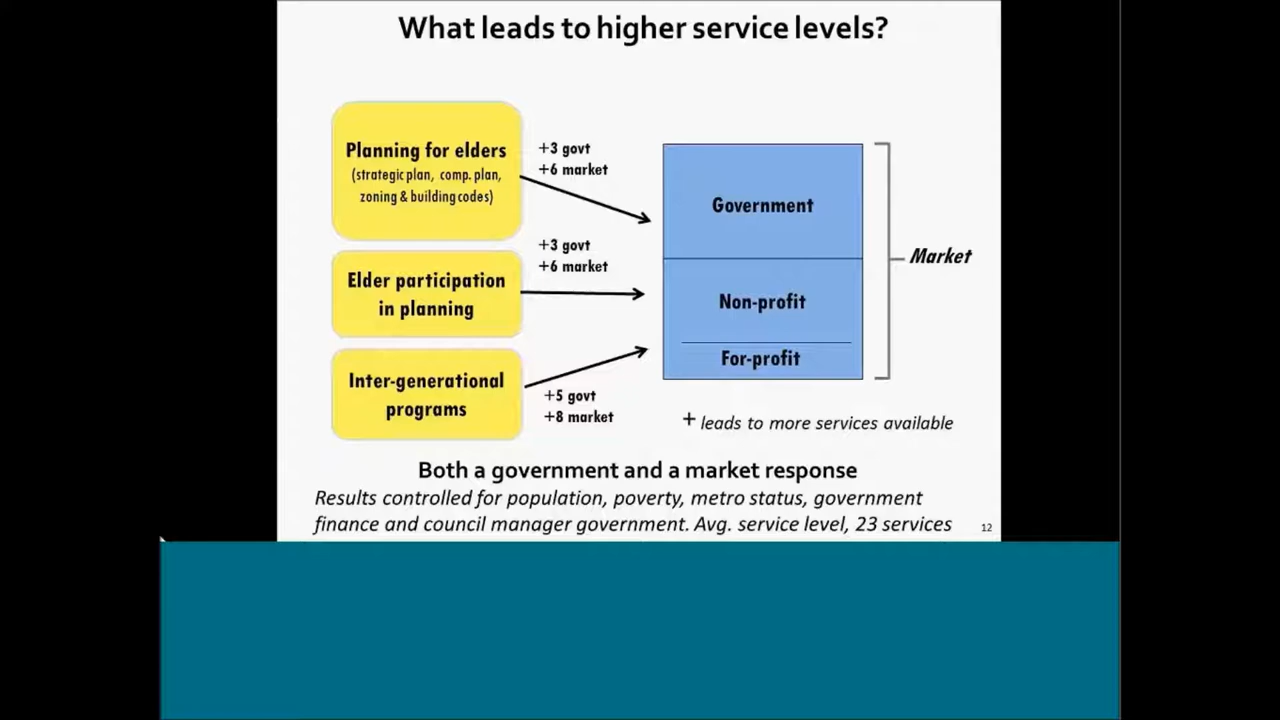 What leads to higher service levels?
Planning for elders
(strategic plan, comp. plan,
zoning & building codes)
+3 govt
+6 market
Elder participation
in planning
+3 govt
+6 market
Inter-generational
programs
+5 govt
+8 market
Government
Non-profit
For-profit
Market
+ leads to more services available
Both a government and a market response
Results controlled for population, poverty, metro status, government
finance and council manager government. Avg. service level, 23 services
12